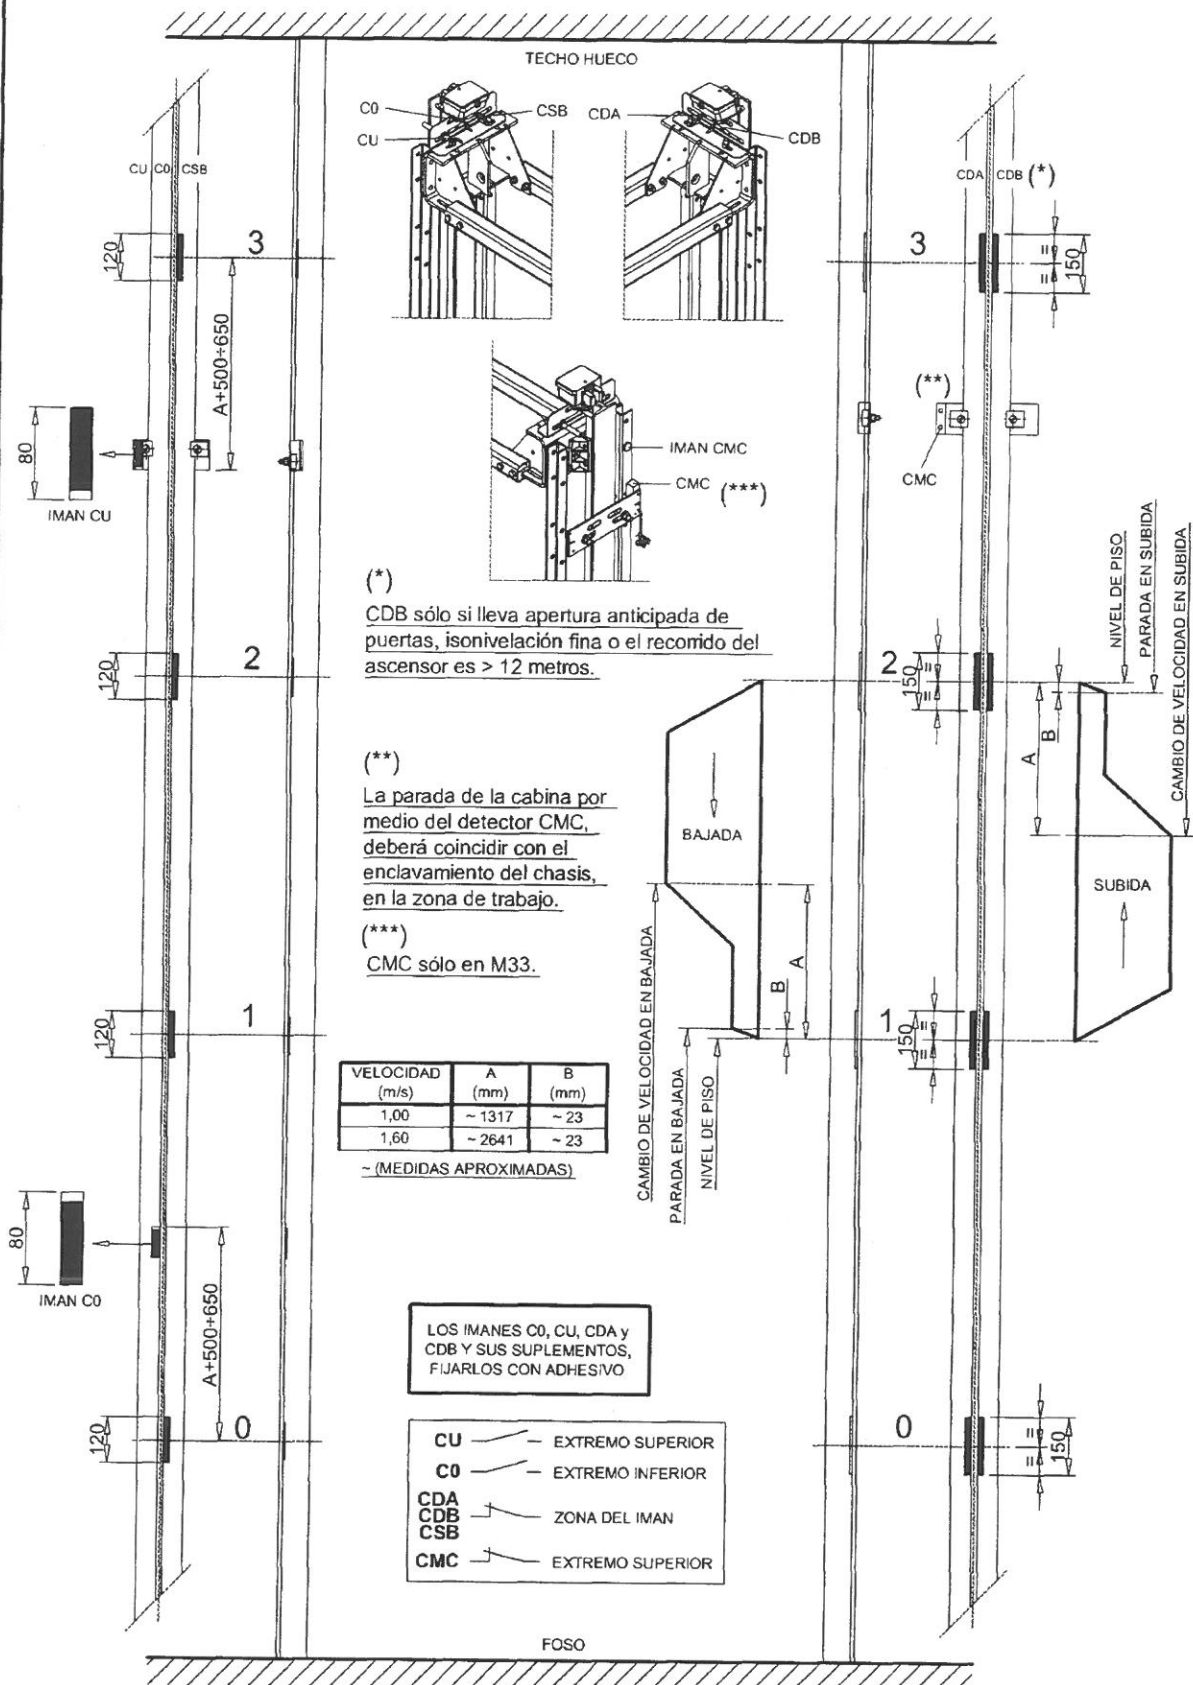 TECHO HUECO
C0
CSB
CU
CDA
CDB
CU C0 CSB
CDA CDB (*)
120
3
A+500÷650
3
=
=
150
80
IMAN CU
IMAN CMC
CMC (***)
(**)
CMC
(*)
CDB sólo si lleva apertura anticipada de
puertas, isonivelación fina o el recorrido del
ascensor es > 12 metros.
120
2
2
150
=
=
NIVEL DE PISO
PARADA EN SUBIDA
CAMBIO DE VELOCIDAD EN SUBIDA
B
A
(**)
La parada de la cabina por
medio del detector CMC,
deberá coincidir con el
enclavamiento del chasis,
en la zona de trabajo.
(***)
CMC sólo en M33.
BAJADA
SUBIDA
A
B
CAMBIO DE VELOCIDAD EN BAJADA
PARADA EN BAJADA
NIVEL DE PISO
120
1
1
150
=
=
VELOCIDAD A B
(m/s) (mm) (mm)
1,00 ~ 1317 ~ 23
1,60 ~ 2641 ~ 23
~ (MEDIDAS APROXIMADAS)
80
IMAN C0
A+500÷650
LOS IMANES C0, CU, CDA y
CDB Y SUS SUPLEMENTOS,
FIJARLOS CON ADHESIVO
120
0
0
=
=
150
CU EXTREMO SUPERIOR
C0 EXTREMO INFERIOR
CDA
CDB ZONA DEL IMAN
CSB
CMC EXTREMO SUPERIOR
FOSO